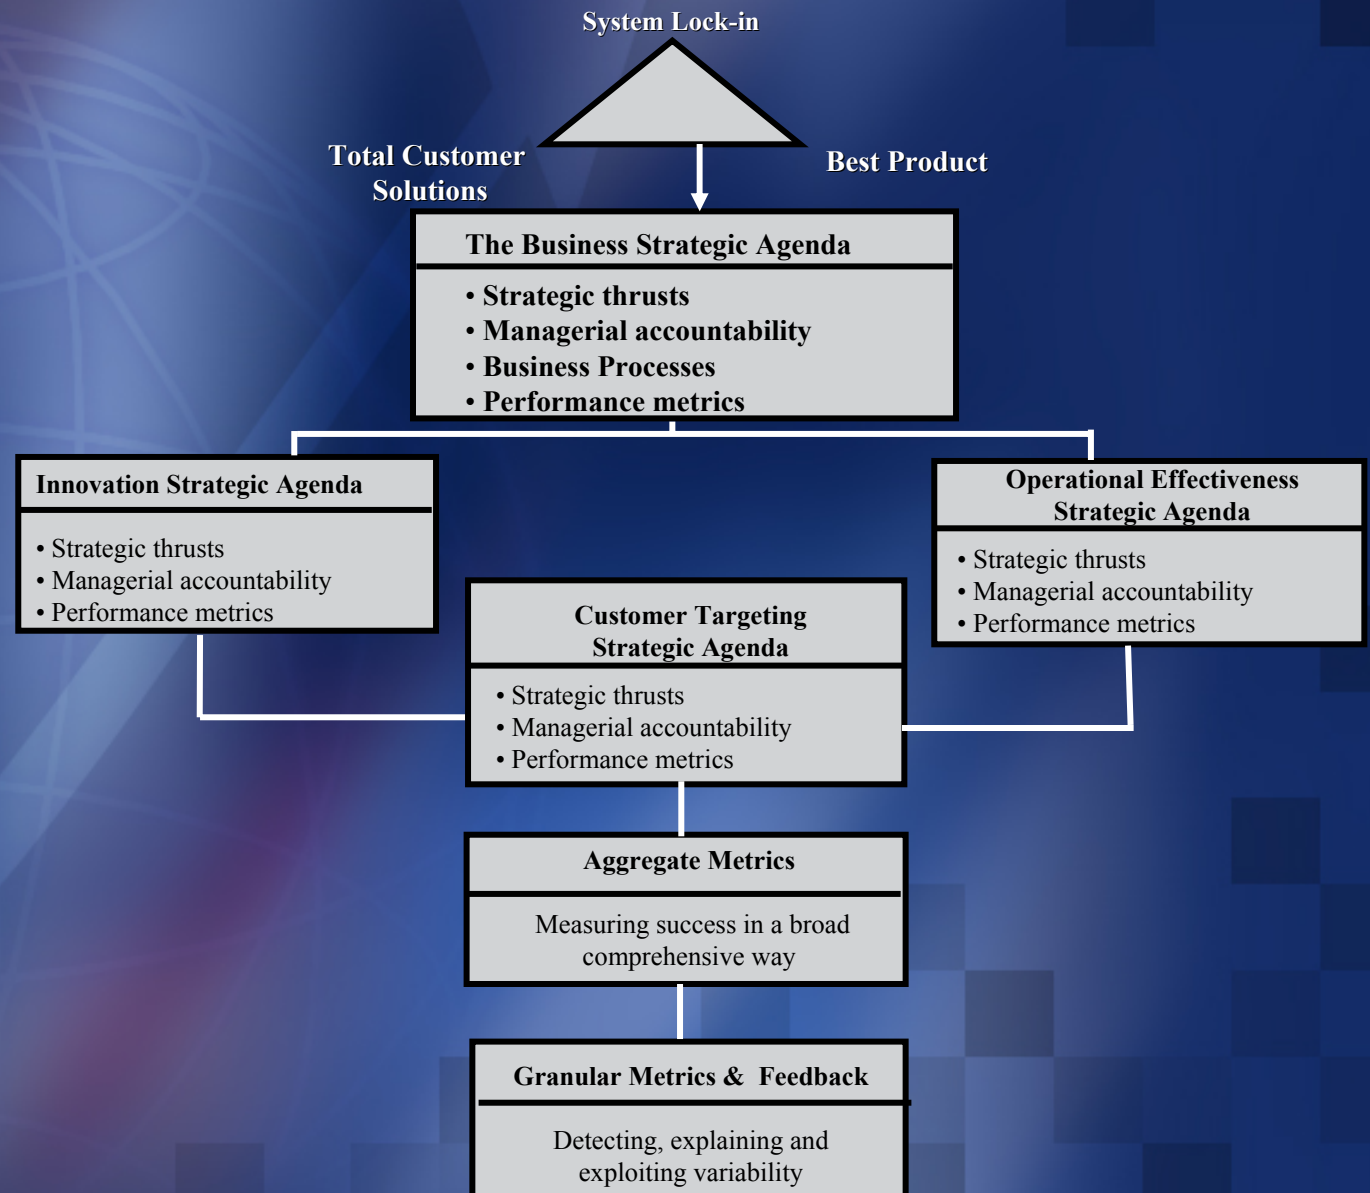 System Lock-in
Total Customer
Solutions
Best Product
The Business Strategic Agenda
• Strategic thrusts
• Managerial accountability
• Business Processes
• Performance metrics
Innovation Strategic Agenda
• Strategic thrusts
• Managerial accountability
• Performance metrics
Operational Effectiveness
Strategic Agenda
• Strategic thrusts
• Managerial accountability
• Performance metrics
Customer Targeting
Strategic Agenda
• Strategic thrusts
• Managerial accountability
• Performance metrics
Aggregate Metrics
Measuring success in a broad
comprehensive way
Granular Metrics & Feedback
Detecting, explaining and
exploiting variability